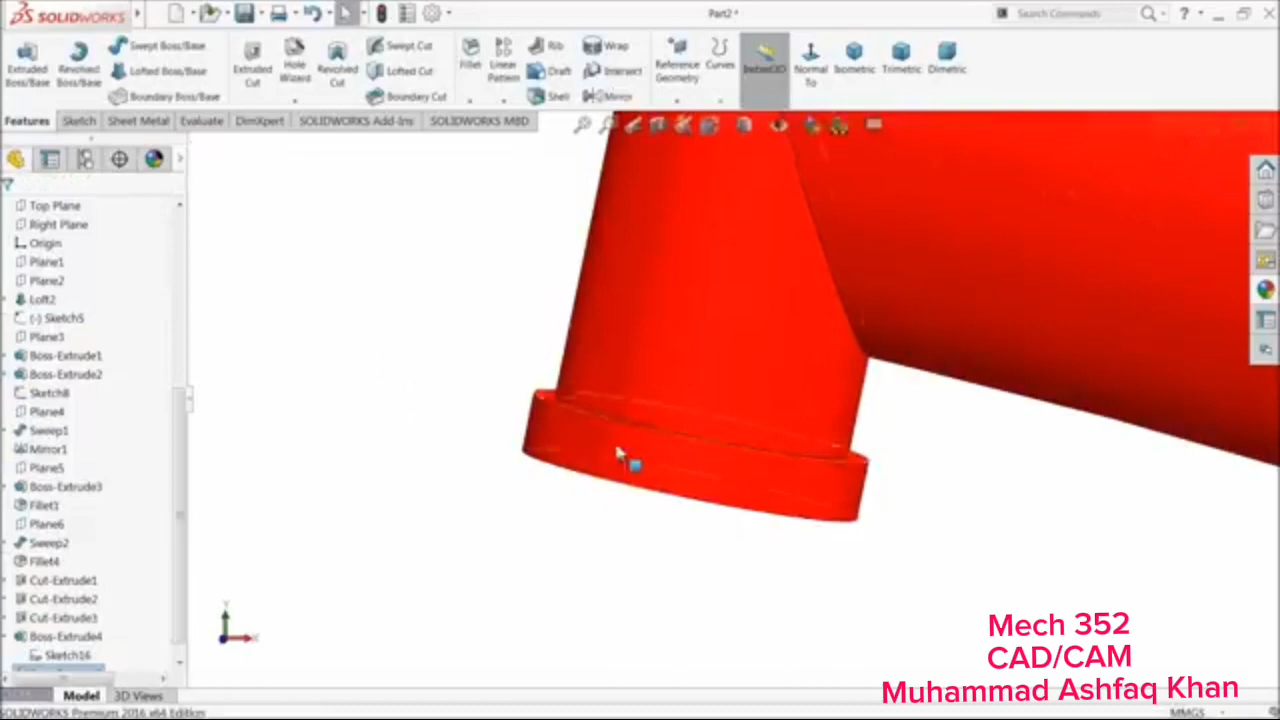 SOLIDWORKS
Part2 *
Search Commands
Extruded Boss/Base
Revolved Boss/Base
Swept Boss/Base
Lofted Boss/Base
Boundary Boss/Base
Extruded Cut
Hole Wizard
Revolved Cut
Swept Cut
Lofted Cut
Boundary Cut
Fillet
Linear Pattern
Rib
Draft
Shell
Wrap
Intersect
Mirror
Reference Geometry
Curves
Instant3D
Normal To
Isometric
Trimetric
Dimetric
Features
Sketch
Sheet Metal
Evaluate
DimXpert
SOLIDWORKS Add-Ins
SOLIDWORKS MBD
Top Plane
Right Plane
Origin
Plane1
Plane2
Loft2
(-) Sketch5
Plane3
Boss-Extrude1
Boss-Extrude2
Sketch8
Plane4
Sweep1
Mirror1
Plane5
Boss-Extrude3
Fillet3
Plane6
Sweep2
Fillet4
Cut-Extrude1
Cut-Extrude2
Cut-Extrude3
Boss-Extrude4
Sketch16
Y
X
Mech 352
CAD/CAM
Muhammad Ashfaq Khan
Model
3D Views
SOLIDWORKS Premium 2016 x64 Edition
MMGS